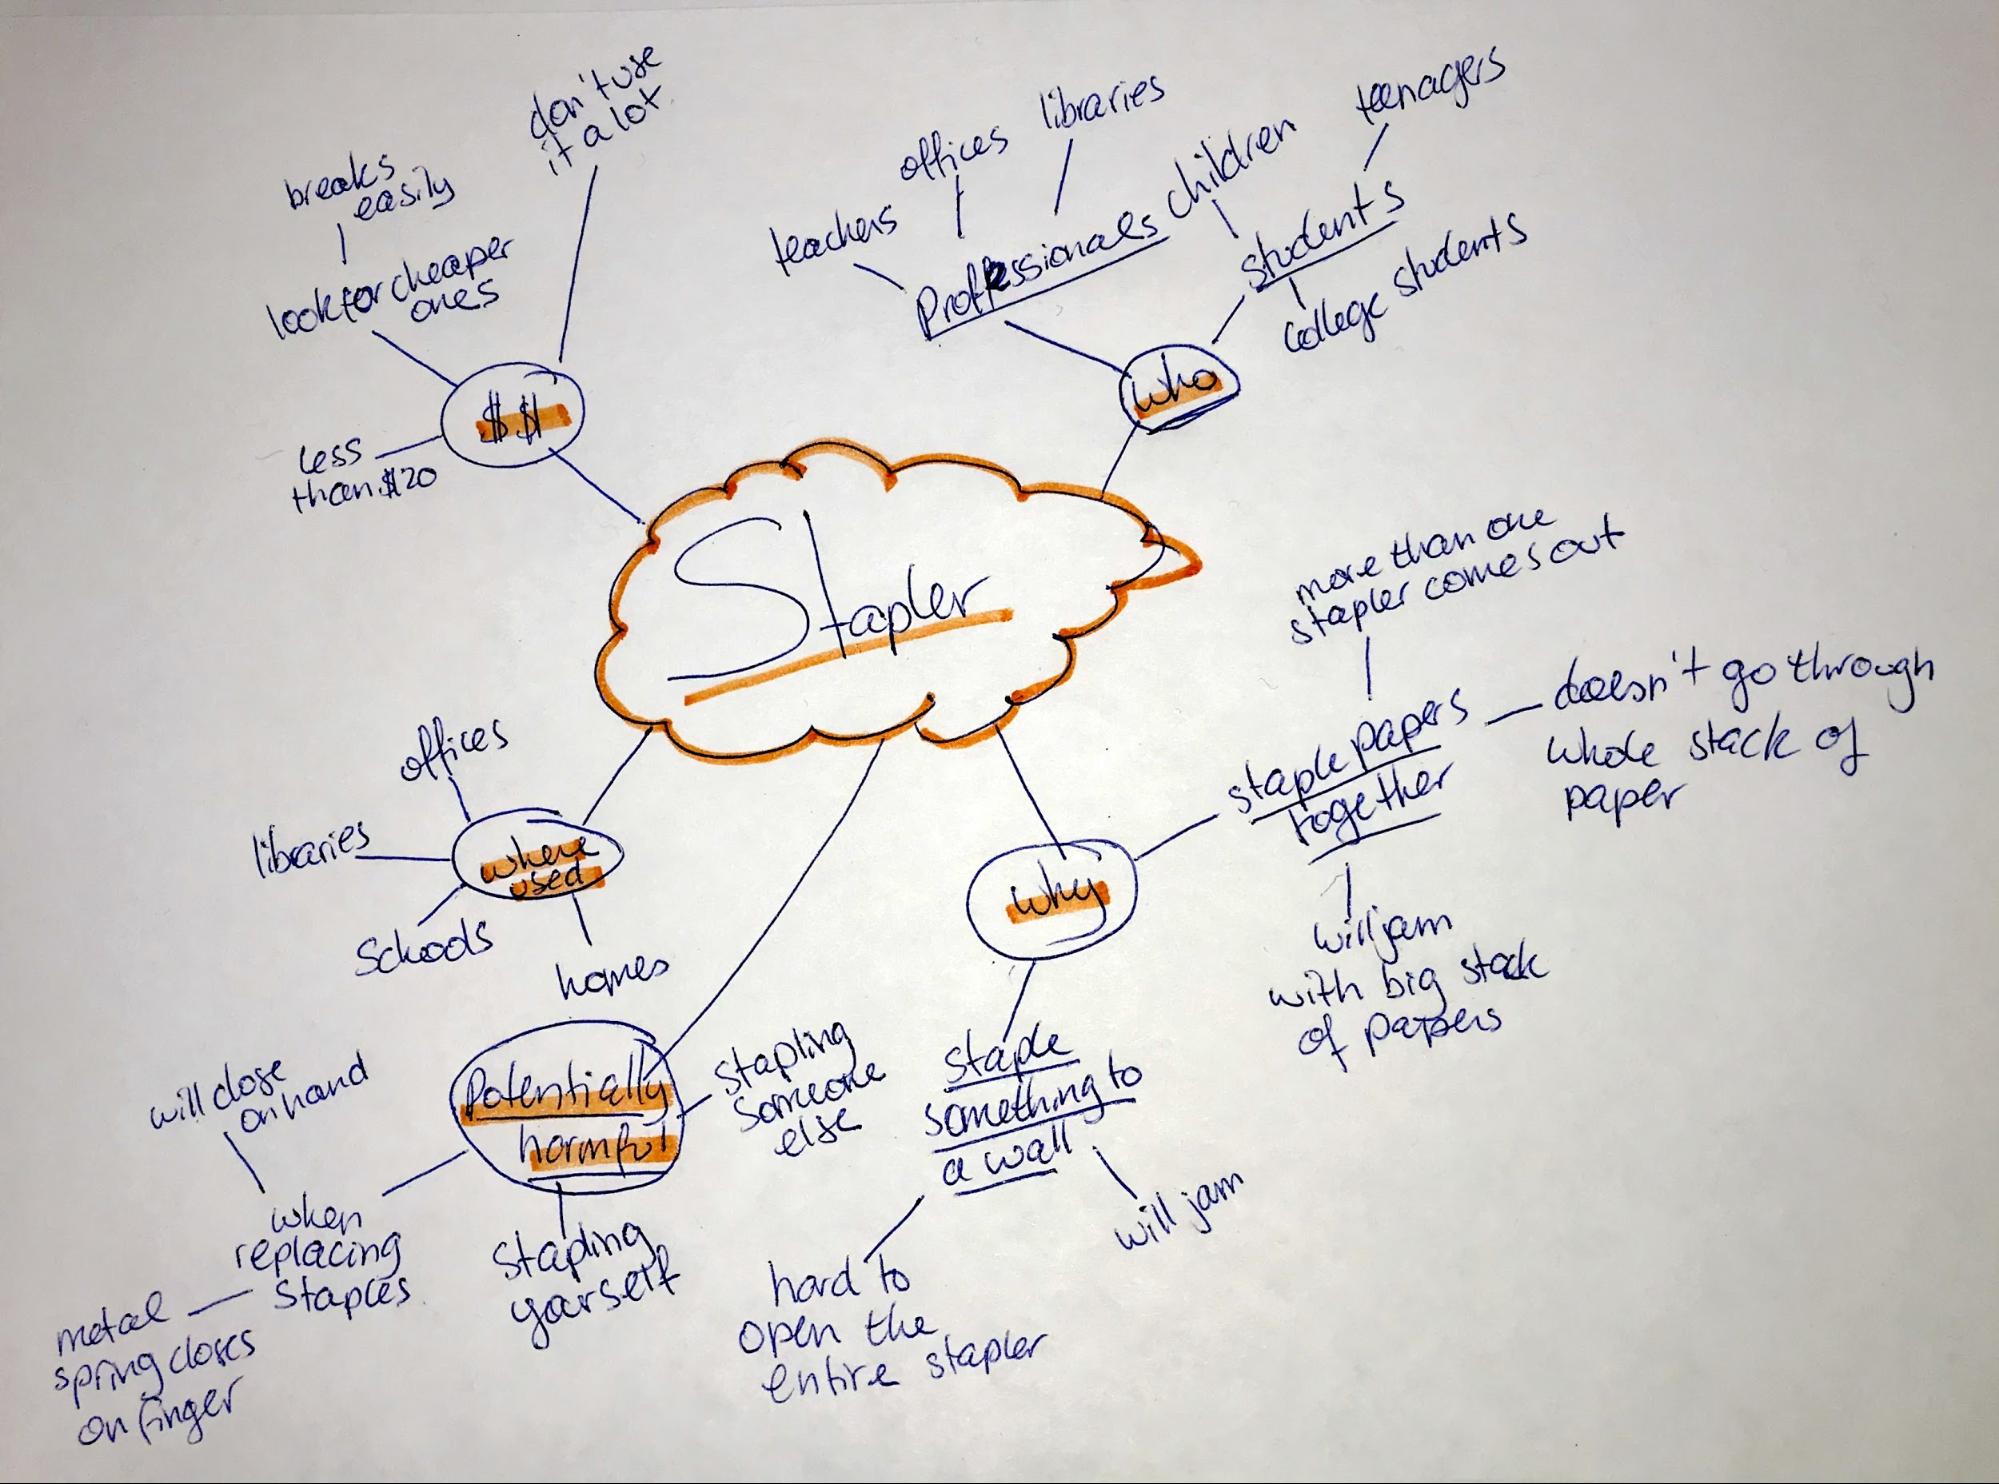 don't use
it a lot
breaks
easily
look for cheaper
ones
$$
less
than $20
libraries
offices
teachers
Proffessionals
children
teenagers
students
college students
who
Stapler
more than one
stapler comes out
staple papers
together
doesn't go through
whole stack of
paper
will jam
with big stack
of papers
why
staple
something to
a wall
will jam
hard to
open the
entire stapler
offices
libraries
where
used
Schools
homes
Potentially
harmful
stapling
someone
else
stapling
yourself
when
replacing
staples
will close
on hand
metal
spring closes
on finger